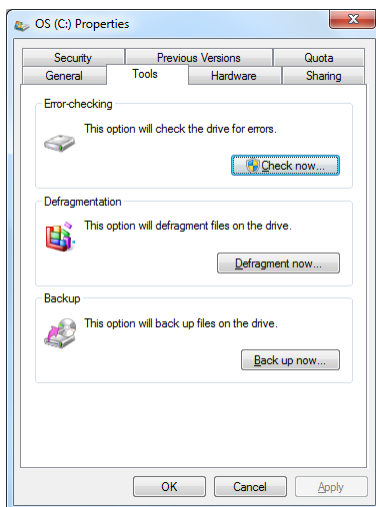 OS (C:) Properties
Security Previous Versions Quota
General Tools Hardware Sharing
Error-checking
This option will check the drive for errors.
Check now...
Defragmentation
This option will defragment files on the drive.
Defragment now...
Backup
This option will back up files on the drive.
Back up now...
OK Cancel Apply